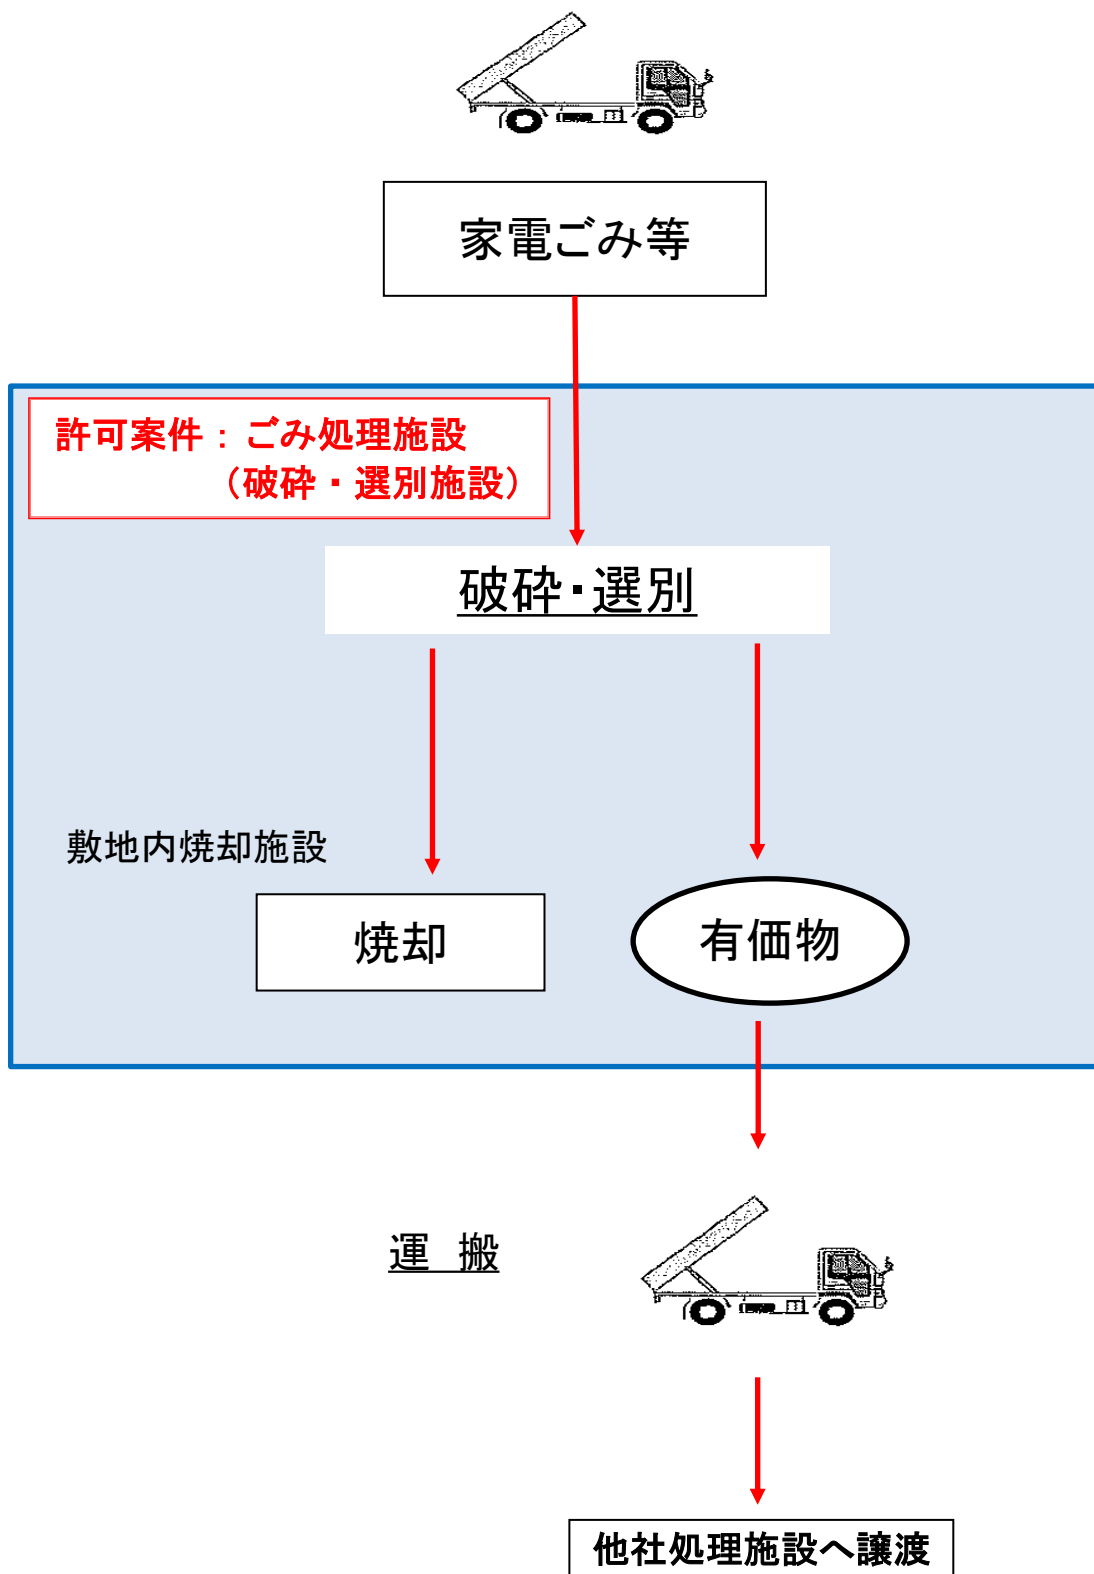 家電ごみ等
許可案件：ごみ処理施設
（破砕・選別施設）
破砕・選別
敷地内焼却施設
焼却
有価物
運　搬
他社処理施設へ譲渡